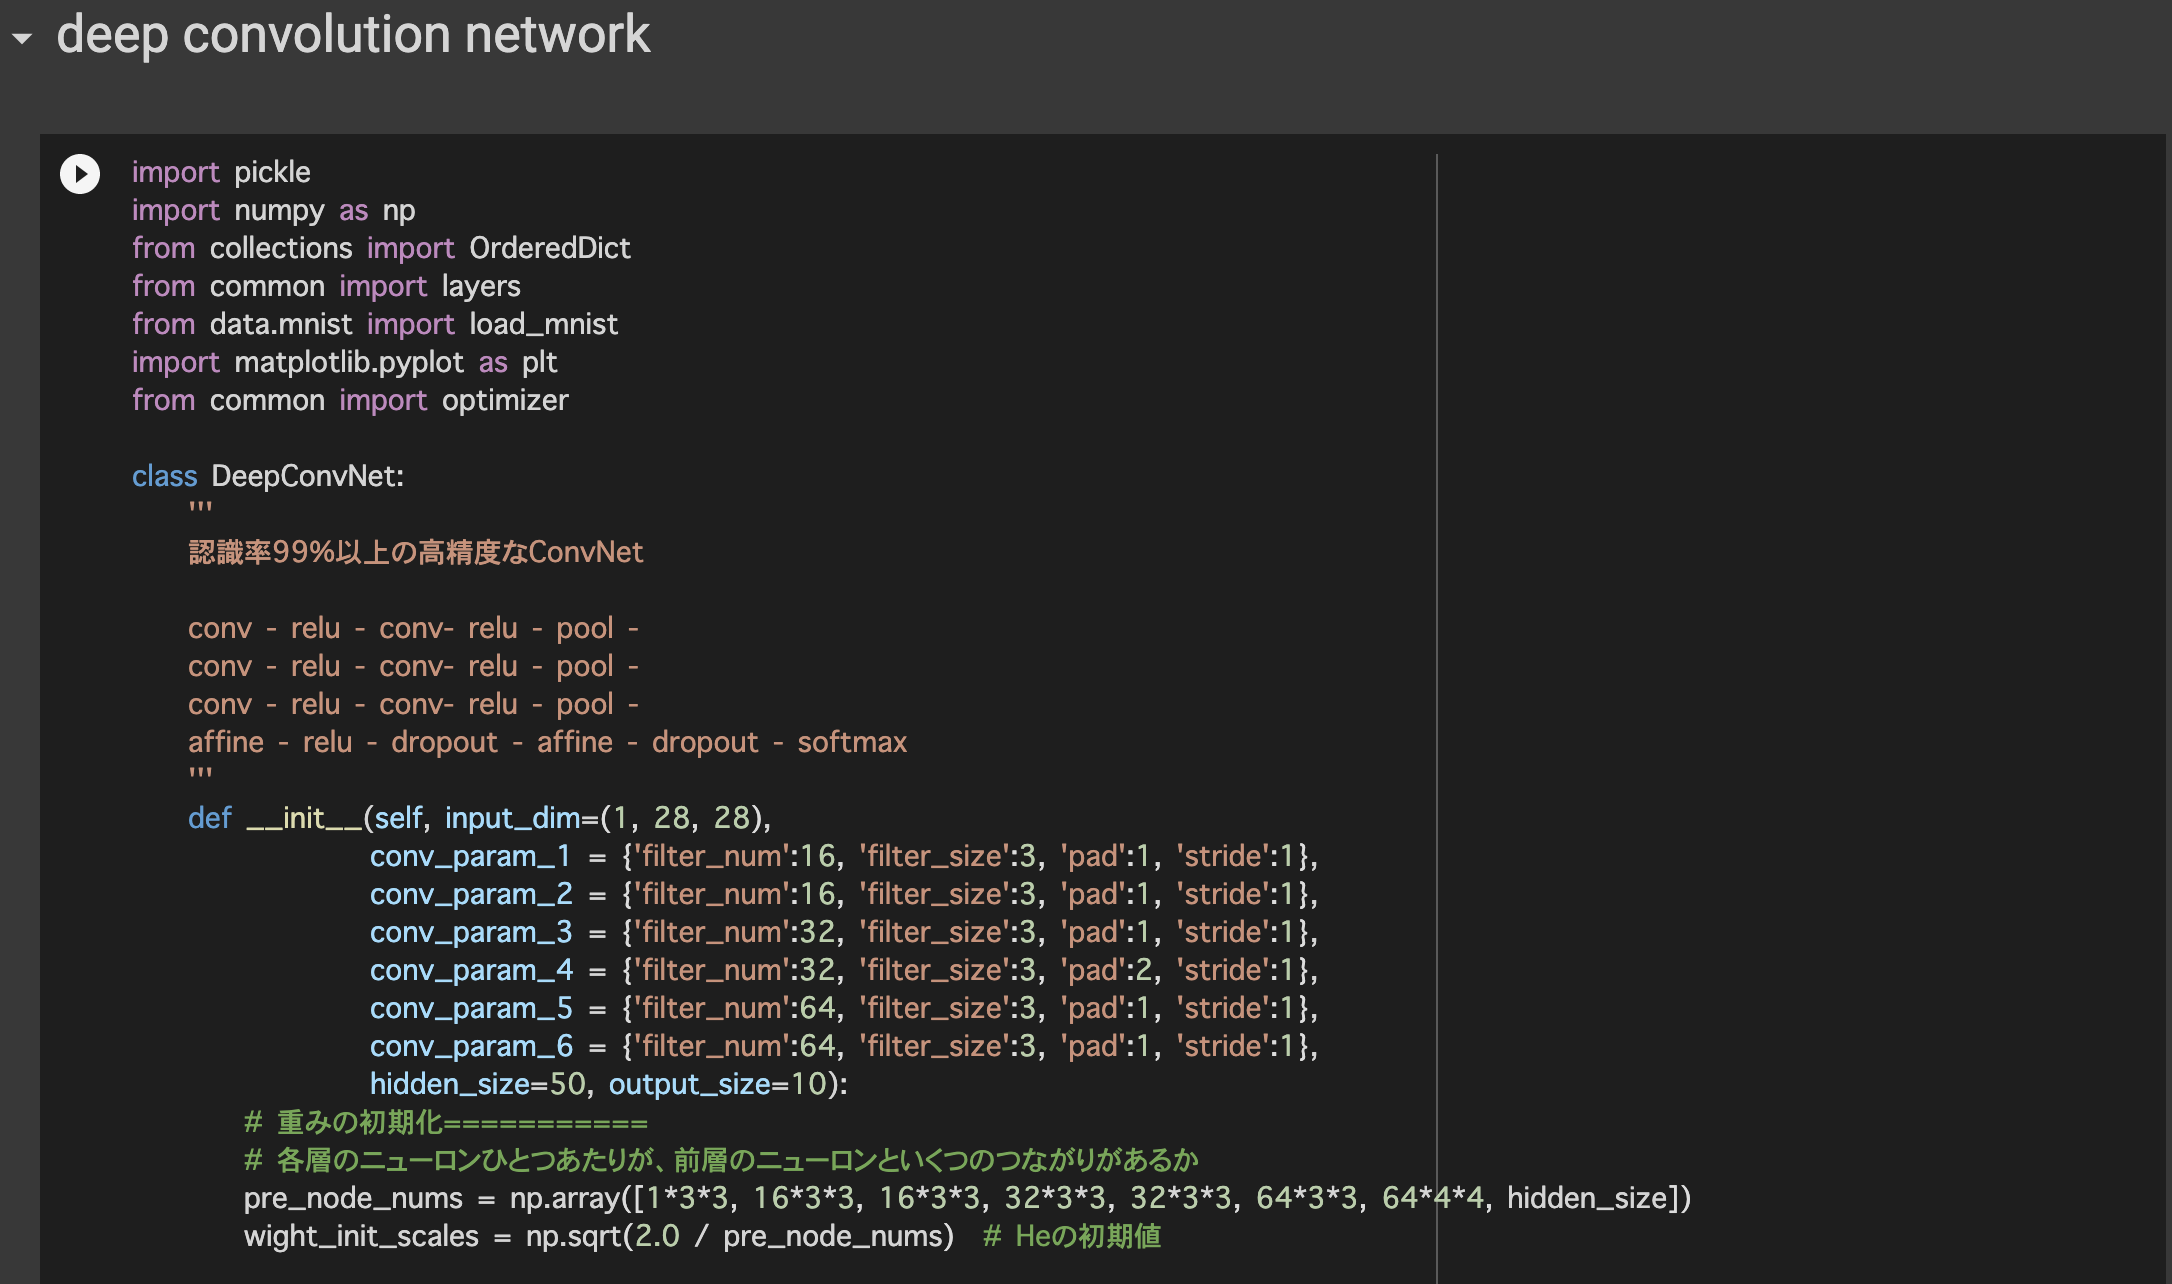 deep convolution network
import pickle
import numpy as np
from collections import OrderedDict
from common import layers
from data.mnist import load_mnist
import matplotlib.pyplot as plt
from common import optimizer
class DeepConvNet:
'''
認識率99%以上の高精度なConvNet
conv - relu - conv- relu - pool -
conv - relu - conv- relu - pool -
conv - relu - conv- relu - pool -
affine - relu - dropout - affine - dropout - softmax
'''
def __init__(self, input_dim=(1, 28, 28),
conv_param_1 = {'filter_num':16, 'filter_size':3, 'pad':1, 'stride':1},
conv_param_2 = {'filter_num':16, 'filter_size':3, 'pad':1, 'stride':1},
conv_param_3 = {'filter_num':32, 'filter_size':3, 'pad':1, 'stride':1},
conv_param_4 = {'filter_num':32, 'filter_size':3, 'pad':2, 'stride':1},
conv_param_5 = {'filter_num':64, 'filter_size':3, 'pad':1, 'stride':1},
conv_param_6 = {'filter_num':64, 'filter_size':3, 'pad':1, 'stride':1},
hidden_size=50, output_size=10):
# 重みの初期化===========
# 各層のニューロンひとつあたりが、前層のニューロンといくつのつながりがあるか
pre_node_nums = np.array([1*3*3, 16*3*3, 16*3*3, 32*3*3, 32*3*3, 64*3*3, 64*4*4, hidden_size])
wight_init_scales = np.sqrt(2.0 / pre_node_nums)  # Heの初期値